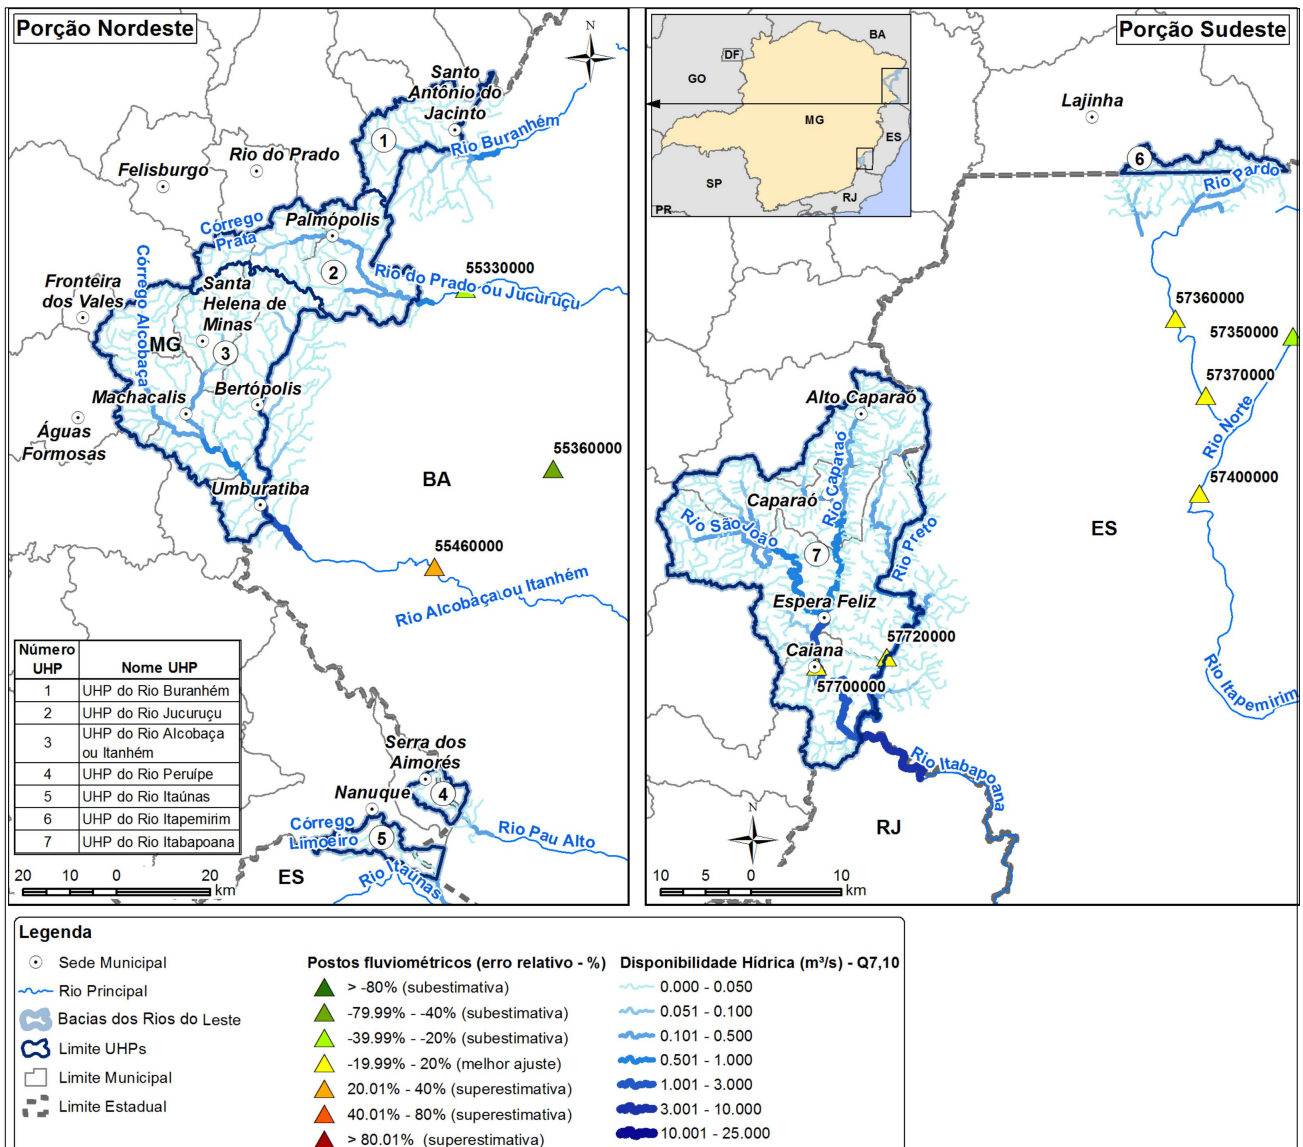 Porção Nordeste
N
Santo
Antônio do
Jacinto
Rio Buranhém
1
Felisburgo
Rio do Prado
Córrego
Prata
Palmópolis
2
Rio do Prado ou Jucuruçu
55330000
Frontêira
dos Vales
Córrego Alcobaça
Santa
Helena de
Minas
MG
3
Machacalis
Bertópolis
Águas
Formosas
Umburatiba
BA
55360000
55460000
Rio Alcobaça ou Itanhém
Número UHP
Nome UHP
1 UHP do Rio Buranhém
2 UHP do Rio Jucuruçu
3 UHP do Rio Alcobaça
ou Itanhém
4 UHP do Rio Peruípe
5 UHP do Rio Itaúnas
6 UHP do Rio Itapemirim
7 UHP do Rio Itabapoana
Serra dos
Aimorés
4
Nanuque
Córrego
Limoeiro
5
Rio Pau Alto
Rio Itaúnas
ES
20 10 0 20
km
Porção Sudeste
BA
DF
GO
MG
ES
SP
RJ
PR
Lajinha
6
Rio Pardo
57360000
57350000
57370000
Rio Norte
57400000
Alto Caparaó
Rio Caparaó
Caparaó
Rio São João
7
Rio Preto
ES
Espera Feliz
57720000
Caiana
57700000
Rio Itapemirim
Rio Itabapoana
N
RJ
10 5 0 10
km
Legenda
Sede Municipal
Rio Principal
Bacias dos Rios do Leste
Limite UHPs
Limite Municipal
Limite Estadual
Postos fluviométricos (erro relativo - %)
> -80% (subestimativa)
-79.99% - -40% (subestimativa)
-39.99% - -20% (subestimativa)
-19.99% - 20% (melhor ajuste)
20.01% - 40% (superestimativa)
40.01% - 80% (superestimativa)
> 80.01% (superestimativa)
Disponibilidade Hídrica (m³/s) - Q7,10
0.000 - 0.050
0.051 - 0.100
0.101 - 0.500
0.501 - 1.000
1.001 - 3.000
3.001 - 10.000
10.001 - 25.000